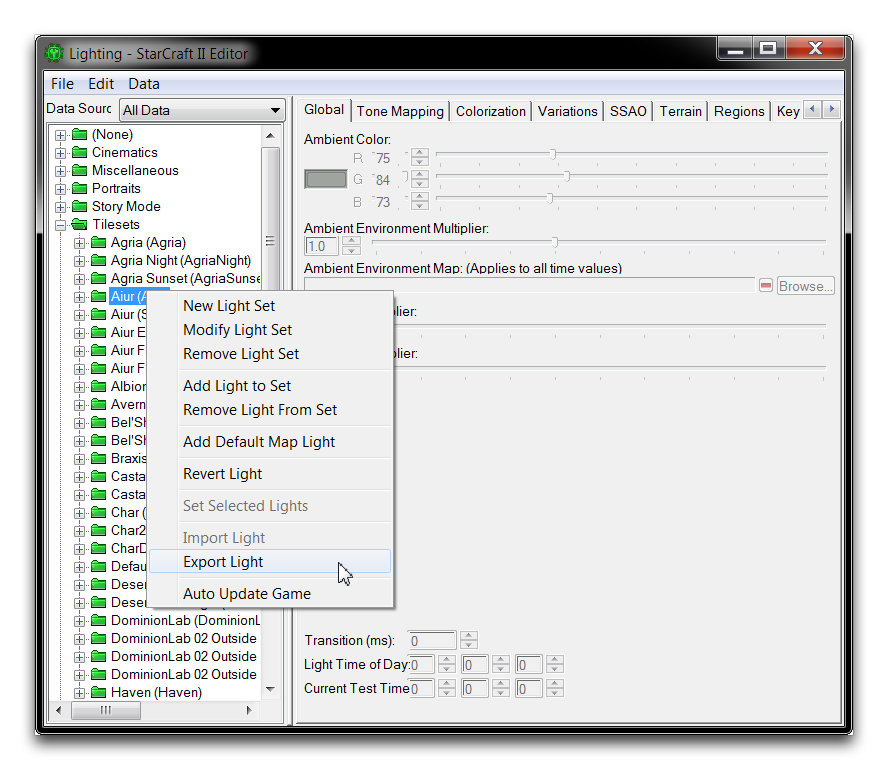 Lighting - StarCraft II Editor
File Edit Data
Data Sourc All Data
(None)
Cinematics
Miscellaneous
Portraits
Story Mode
Tilesets
Agria (Agria)
Agria Night (AgriaNight)
Agria Sunset (AgriaSunse
Aiur (A
Aiur (S
Aiur E
Aiur F
Aiur F
Albion
Avern
Bel'Sh
Bel'Sh
Braxis
Casta
Casta
Char (
Char2
CharD
Defau
Deser
Deser
DominionLab (DominionL
DominionLab 02 Outside
DominionLab 02 Outside
DominionLab 02 Outside
Haven (Haven)
New Light Set
Modify Light Set
Remove Light Set
Add Light to Set
Remove Light From Set
Add Default Map Light
Revert Light
Set Selected Lights
Import Light
Export Light
Auto Update Game
Global Tone Mapping Colorization Variations SSAO Terrain Regions Key
Ambient Color:
R 75
G 84
B 73
Ambient Environment Multiplier:
1.0
Ambient Environment Map: (Applies to all time values)
Browse...
lier:
plier:
Transition (ms): 0
Light Time of Day: 0 0 0
Current Test Time 0 0 0